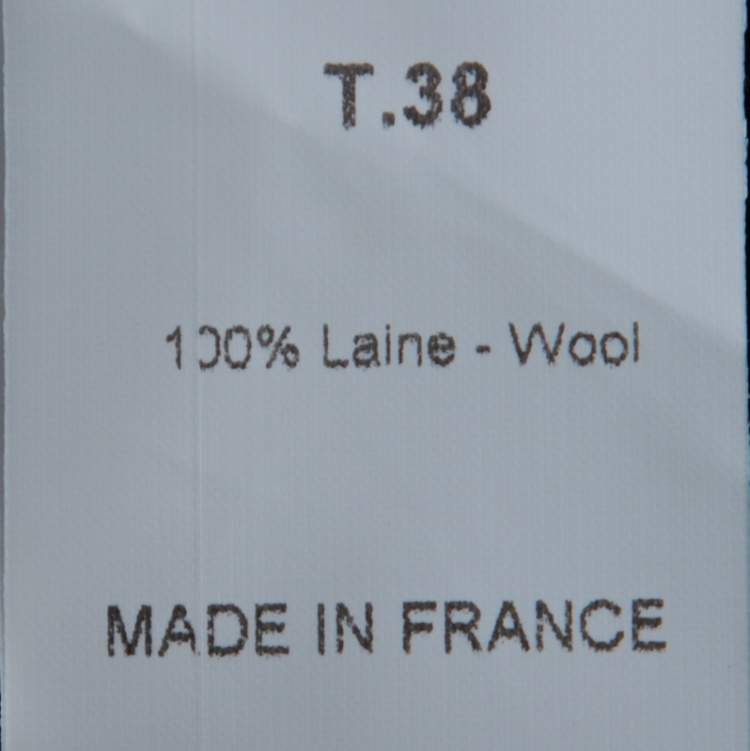 T.38
100% Laine - Wool
MADE IN FRANCE